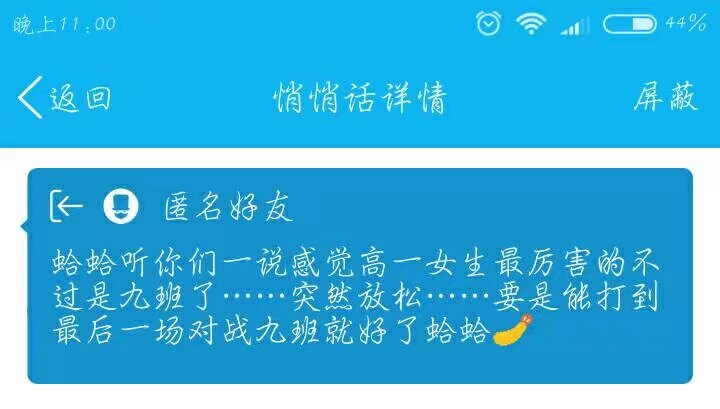 晚上11:00
44%
返回
悄悄话详情
屏蔽
匿名好友
蛤蛤听你们一说感觉高一女生最厉害的不
过是九班了……突然放松……要是能打到
最后一场对战九班就好了蛤蛤